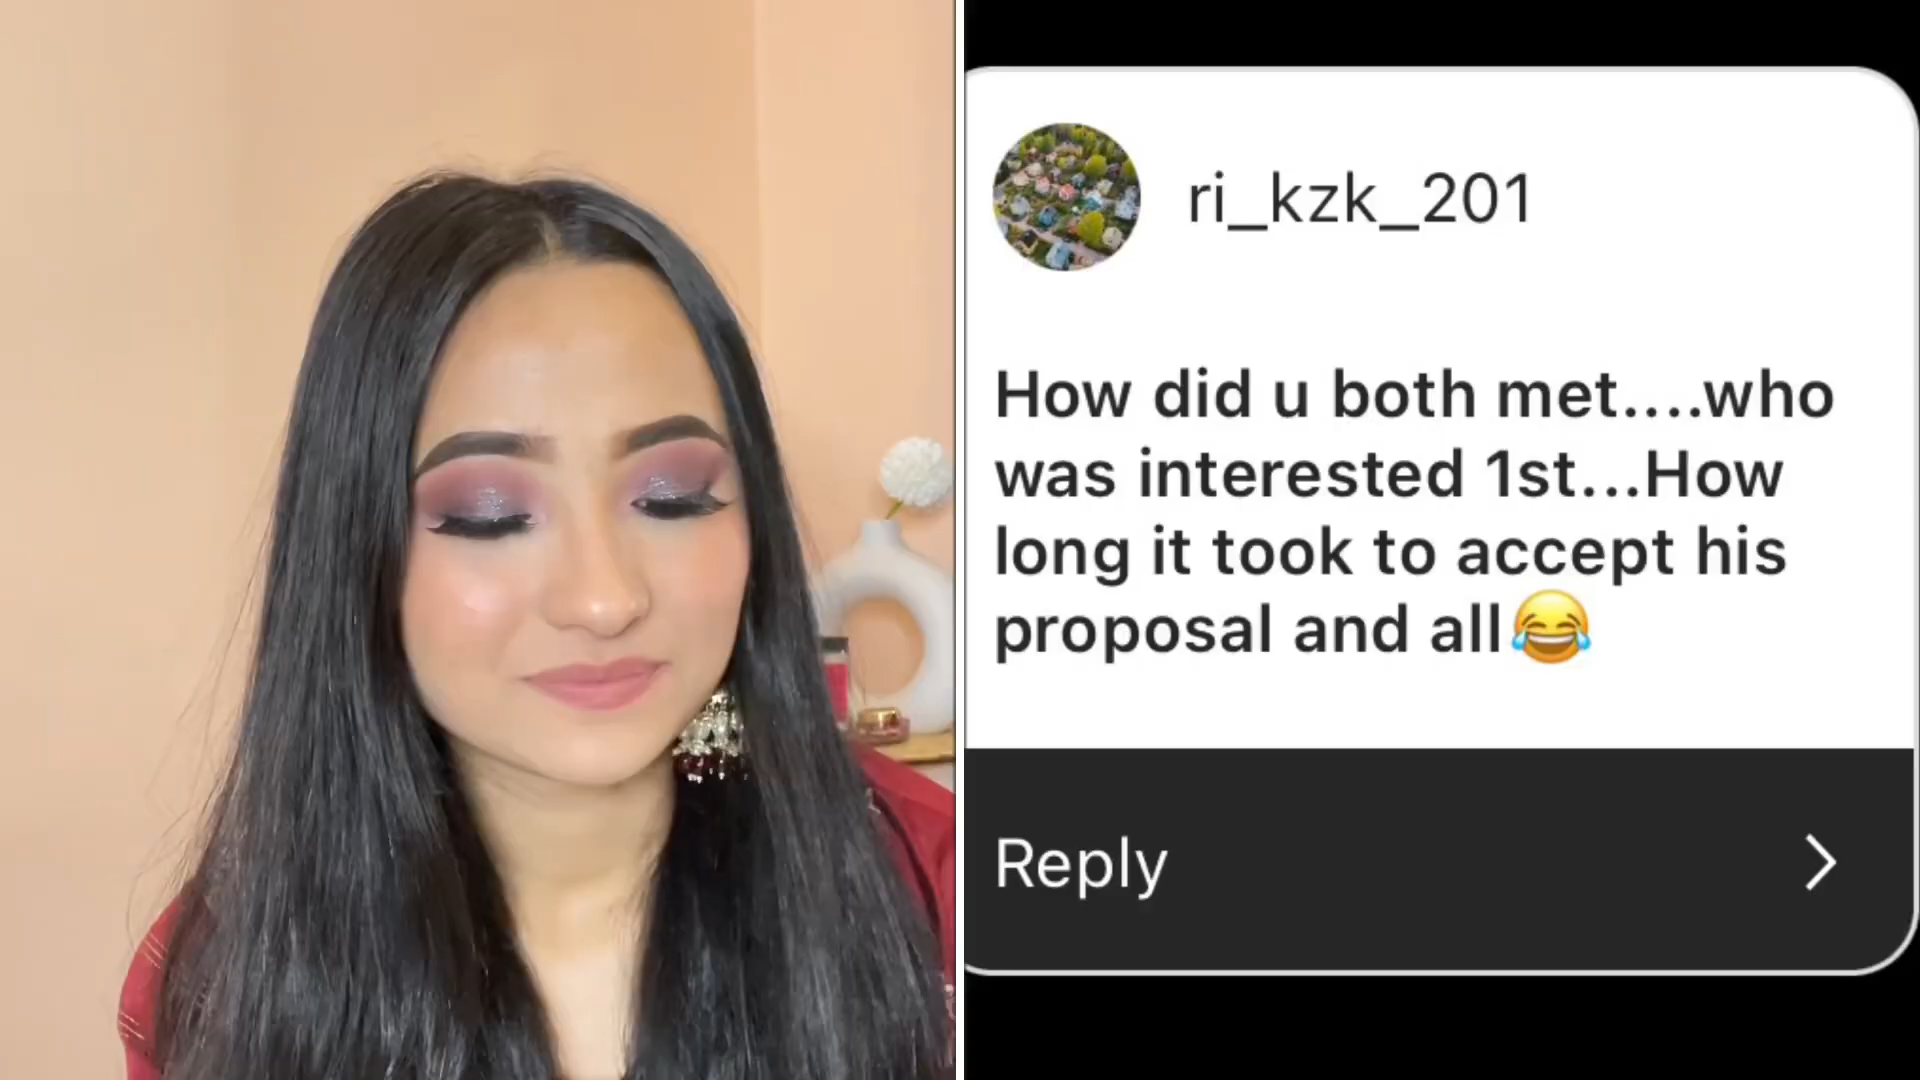 ri_kzk_201
How did u both met....who
was interested 1st...How
long it took to accept his
proposal and all😂
Reply